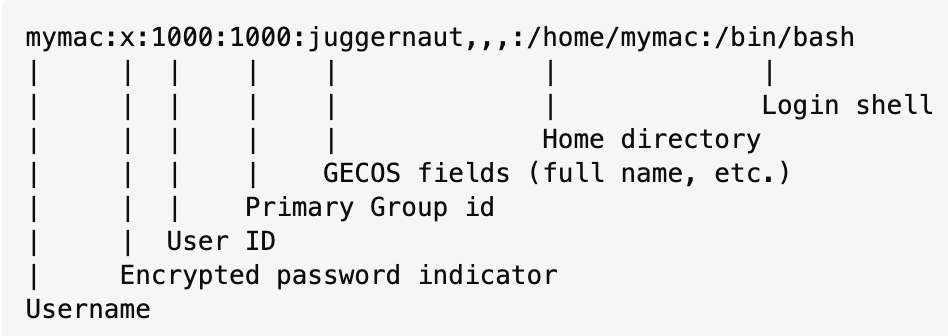 mymac:x:1000:1000:juggernaut,,,:/home/mymac:/bin/bash
|     |  |    |    |             |           |
|     |  |    |    |             |           Login shell
|     |  |    |    |             Home directory
|     |  |    |    GECOS fields (full name, etc.)
|     |  |    Primary Group id
|     |  User ID
|     Encrypted password indicator
Username